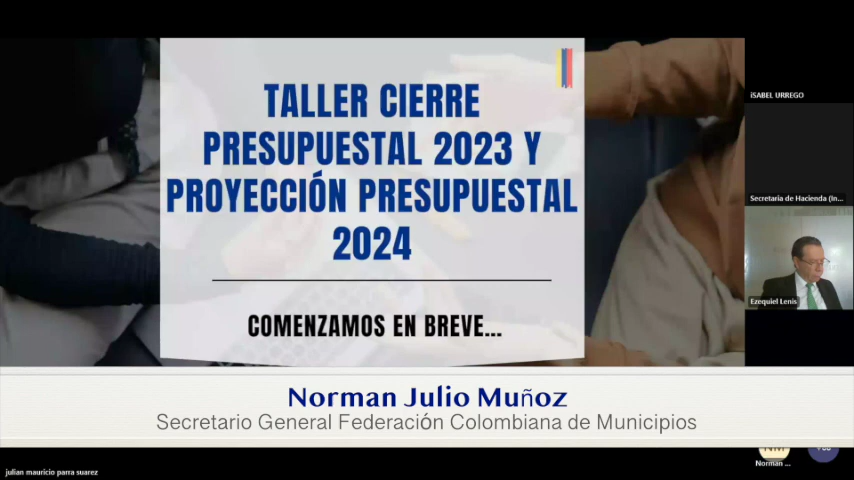 TALLER CIERRE
PRESUPUESTAL 2023 Y
PROYECCIÓN PRESUPUESTAL
2024
COMENZAMOS EN BREVE...
iSABEL URREGO
Secretaria de Hacienda (In...
Ezequiel Lenis
Norman Julio Muñoz
Secretario General Federación Colombiana de Municipios
Norman ...
julian mauricio parra suarez